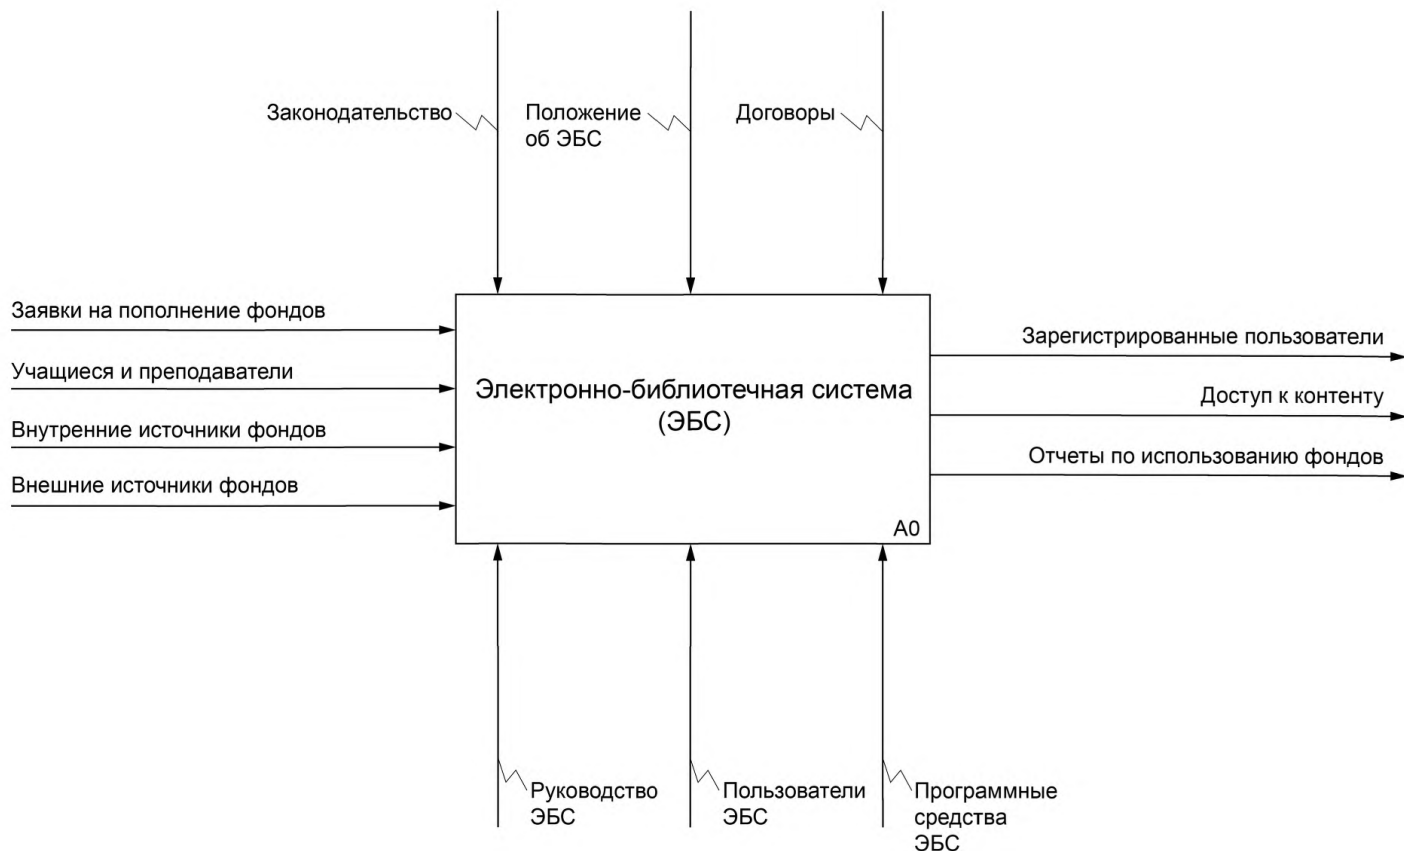 Законодательство
Положение
об ЭБС
Договоры
Заявки на пополнение фондов
Учащиеся и преподаватели
Внутренние источники фондов
Внешние источники фондов
Электронно-библиотечная система
(ЭБС)
А0
Зарегистрированные пользователи
Доступ к контенту
Отчеты по использованию фондов
Руководство
ЭБС
Пользователи
ЭБС
Программные
средства
ЭБС